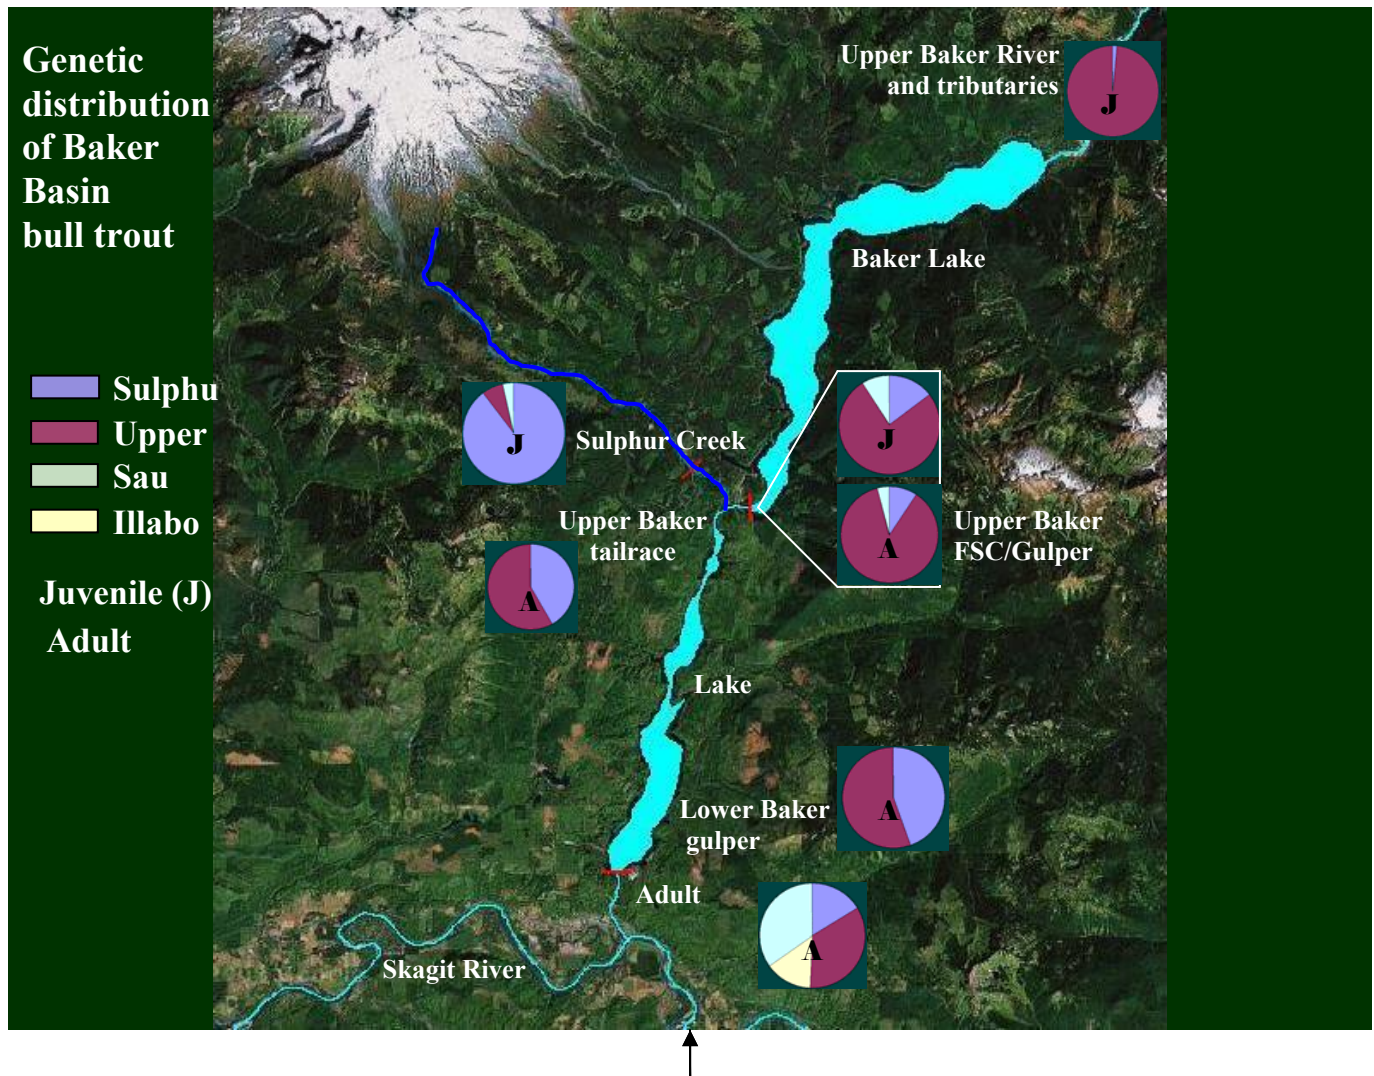 Genetic
distribution
of Baker
Basin
bull trout
Sulphu
Upper
Sau
Illabo
Juvenile (J)
Adult
Upper Baker River
and tributaries
J
Baker Lake
J
Sulphur Creek
J
A
Upper Baker
FSC/Gulper
Upper Baker
tailrace
A
Lake
Lower Baker
gulper
A
Adult
A
Skagit River